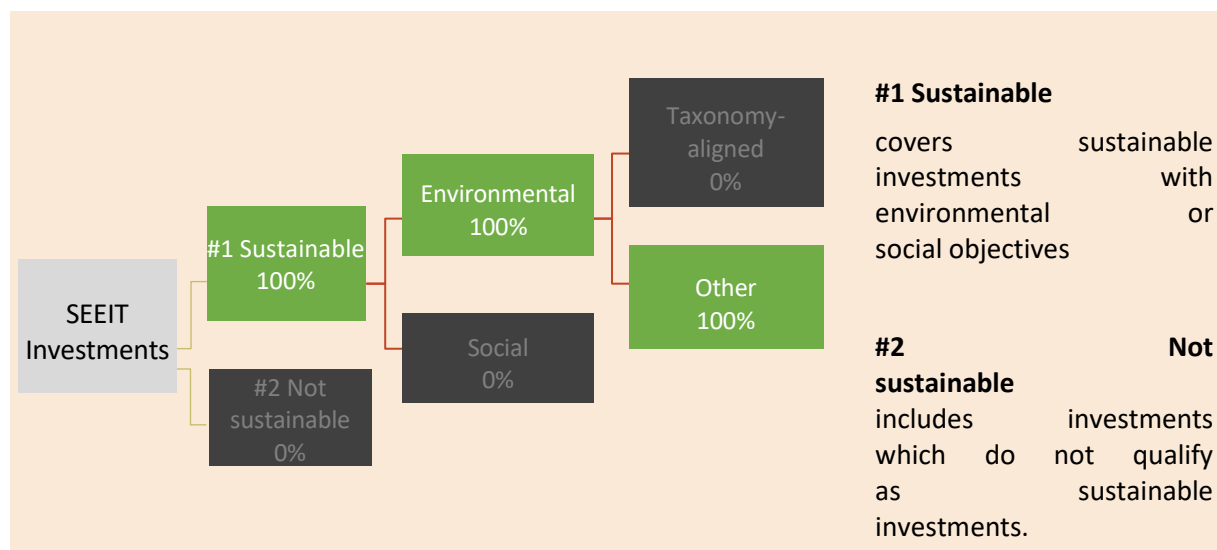 SEEIT
Investments
#1 Sustainable
100%
#2 Not
sustainable
0%
Environmental
100%
Social
0%
Taxonomy-
aligned
0%
Other
100%
#1 Sustainable
covers sustainable
investments with
environmental or
social objectives
#2 Not
sustainable
includes investments
which do not qualify
as sustainable
investments.